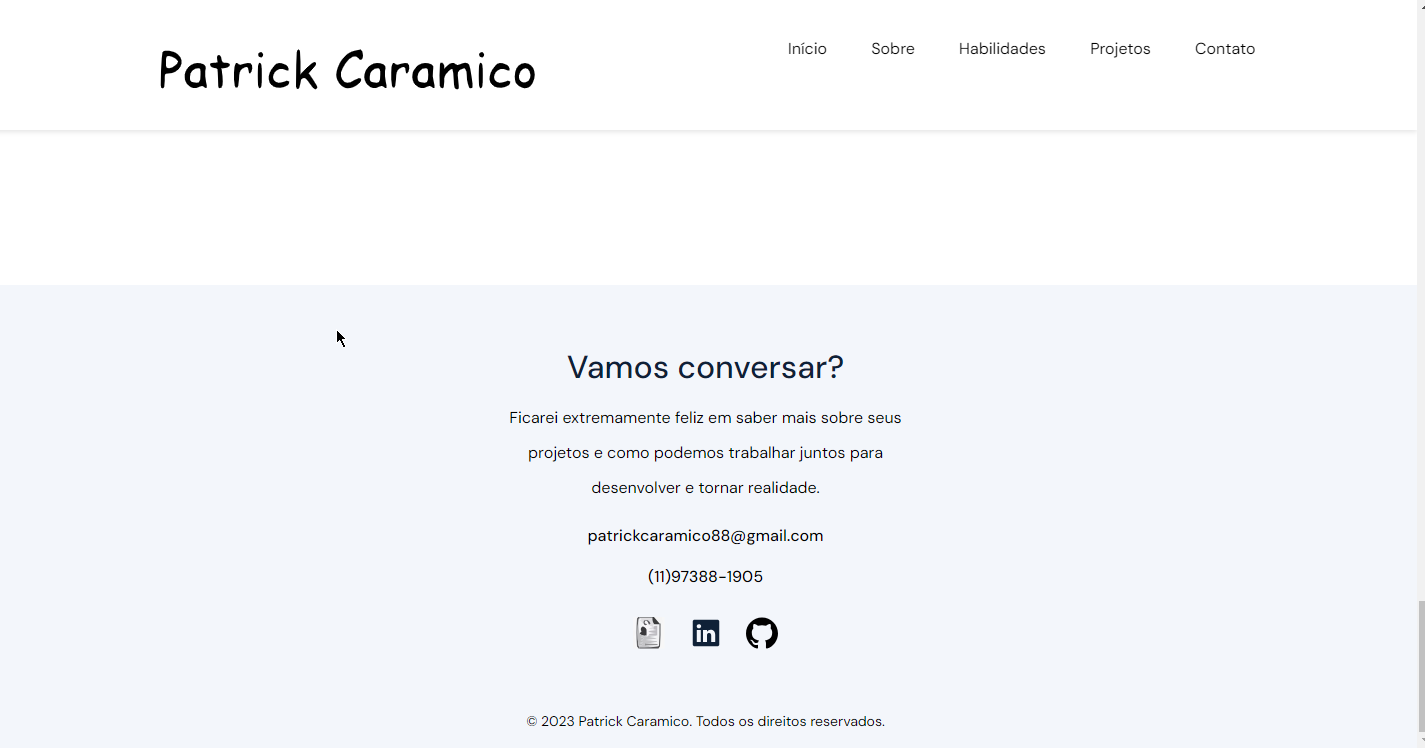 Patrick Caramico
Início Sobre Habilidades Projetos Contato
Vamos conversar?
Ficarei extremamente feliz em saber mais sobre seus
projetos e como podemos trabalhar juntos para
desenvolver e tornar realidade.
patrickcaramico88@gmail.com
(11)97388-1905
in
© 2023 Patrick Caramico. Todos os direitos reservados.